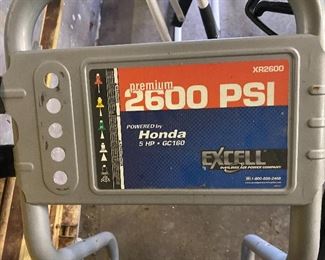 XR2600
premium
2600 PSI
POWERED by
Honda
5 HP • GC160
EXCELL